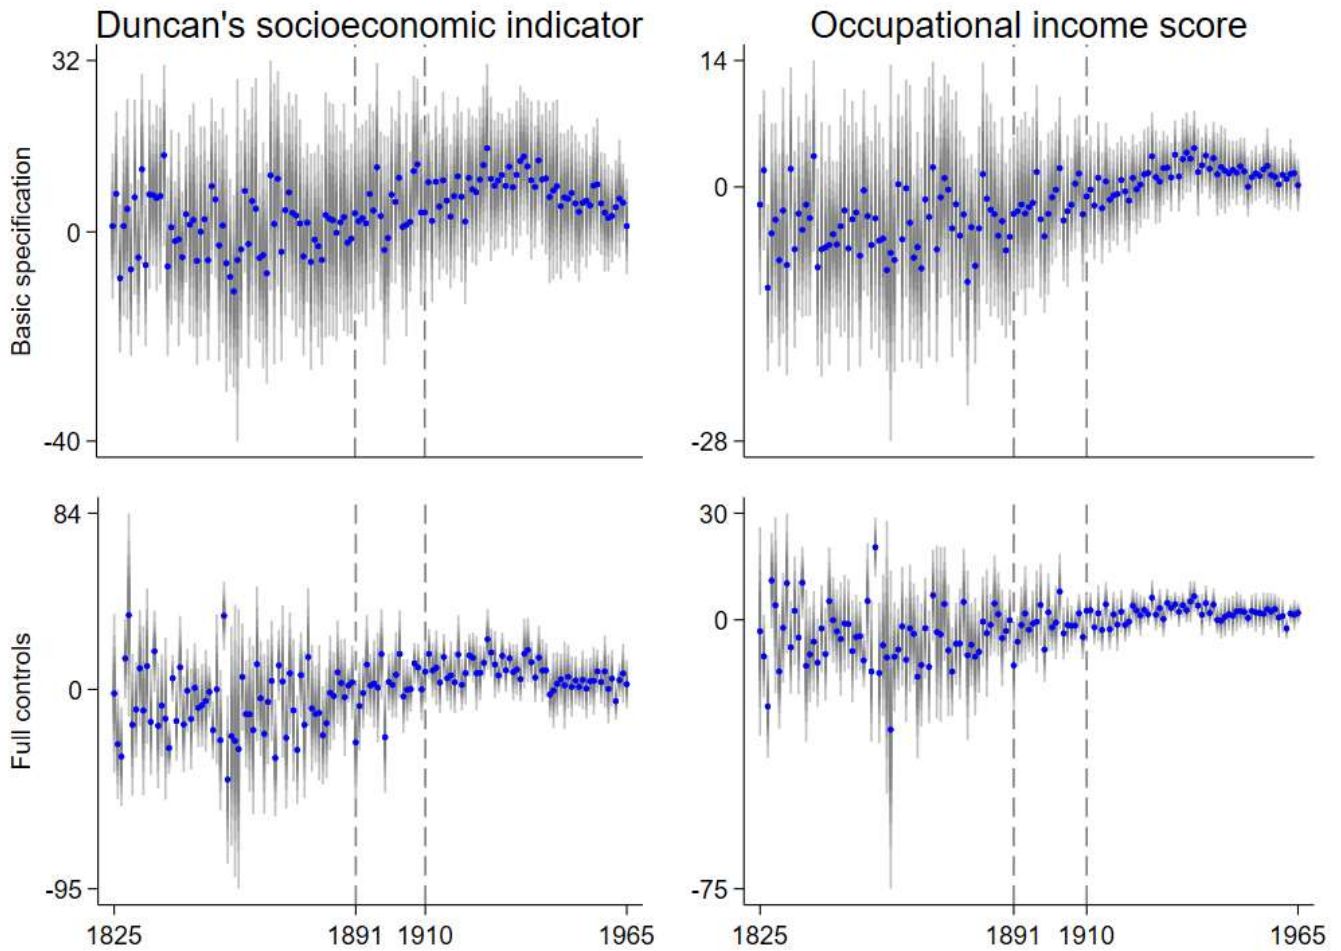 Duncan's socioeconomic indicator
Occupational income score
Basic specification
32
0
-40
14
0
-28
Full controls
84
0
-95
30
0
-75
1825 1891 1910 1965
1825 1891 1910 1965